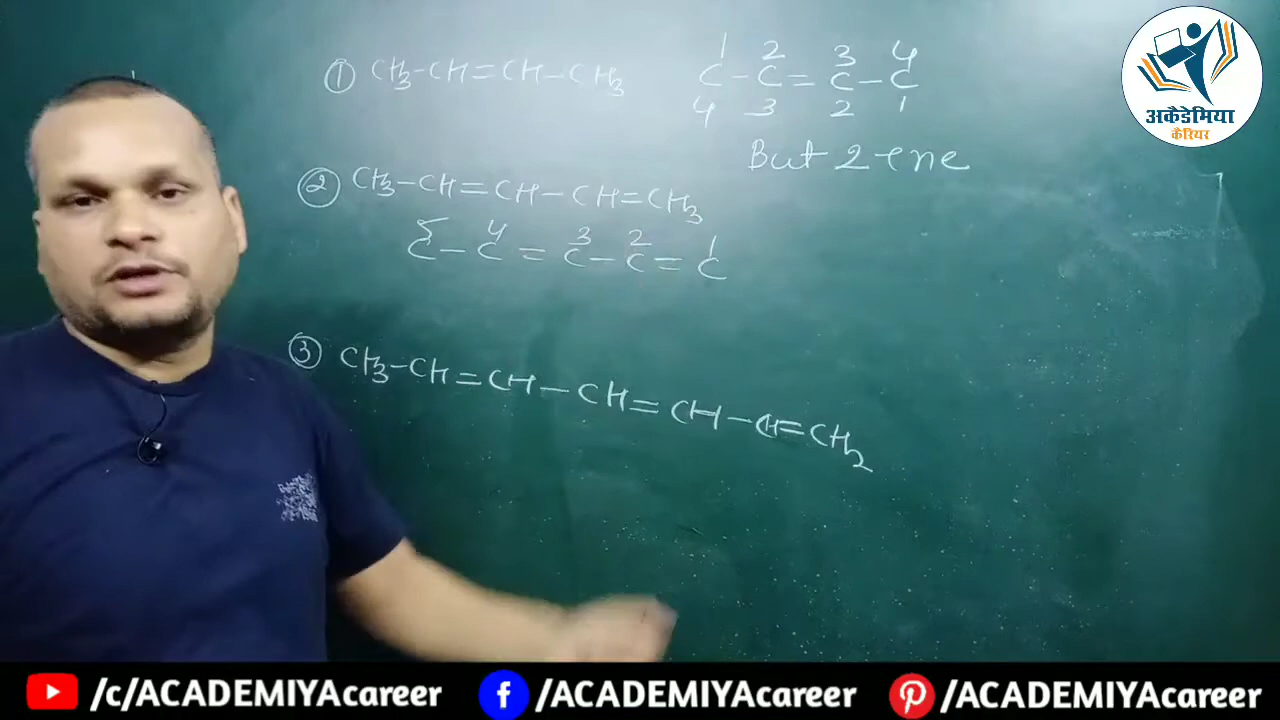 ① CH3-CH=CH-CH3
1 2 3 4
C-C=C-C
4 3 2 1
But 2-ene
② CH3-CH=CH-CH=CH3
5 4 3 2 1
C-C=C-C=C
③ CH3-CH=CH-CH=CH-CH=CH2
अकैडेमिया
कैरियर
/c/ACADEMIYAcareer
/ACADEMIYAcareer
/ACADEMIYAcareer